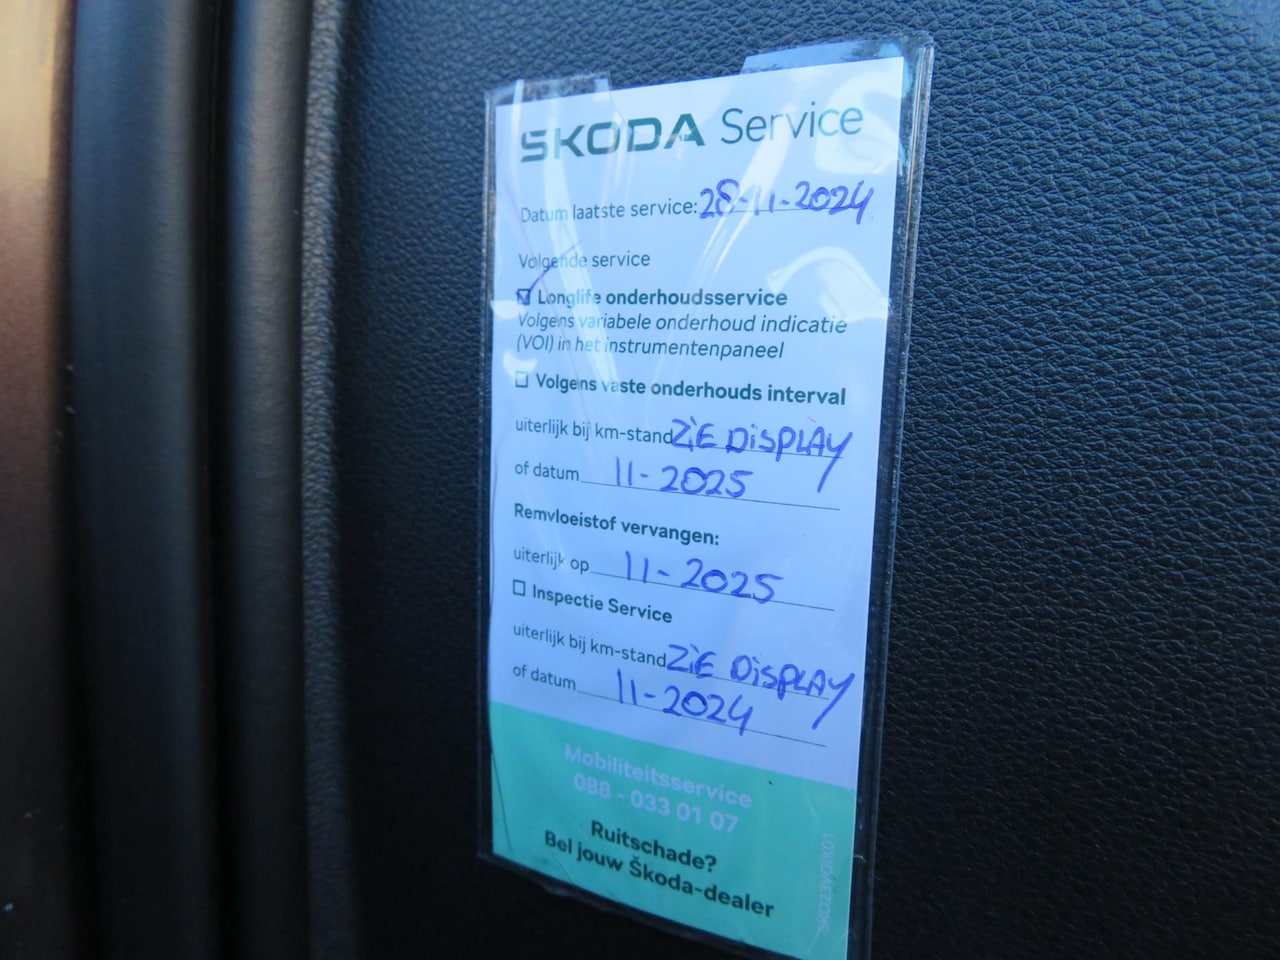 SKODA Service
Datum laatste service: 28-11-2024
Volgende service
Longlife onderhoudsservice
Volgens variabele onderhoud indicatie
(VOI) in het instrumentenpaneel
Volgens vaste onderhouds interval
uiterlijk bij km-stand ZiE DiSPLAY
of datum 11-2025
Remvloeistof vervangen:
uiterlijk op 11-2025
Inspectie Service
uiterlijk bij km-stand ZiE DiSPLAY
of datum 11-2024
Mobiliteitsservice
088 - 033 01 07
Ruitschade?
Bel jouw Škoda-dealer